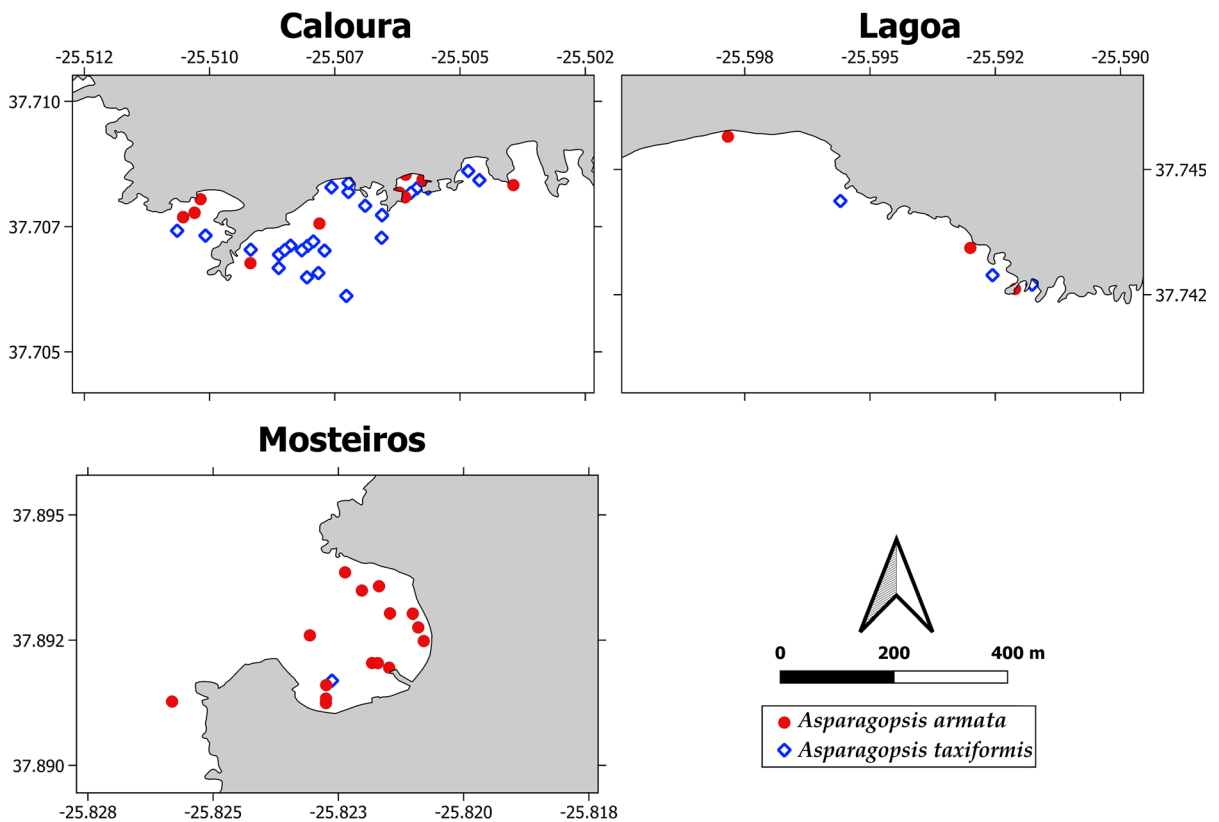 Caloura
-25.512 -25.510 -25.507 -25.505 -25.502
37.710
37.707
37.705
Lagoa
-25.598 -25.595 -25.592 -25.590
37.745
37.742
Mosteiros
37.895
37.892
37.890
-25.828 -25.825 -25.823 -25.820 -25.818
0 200 400 m
Asparagopsis armata
Asparagopsis taxiformis